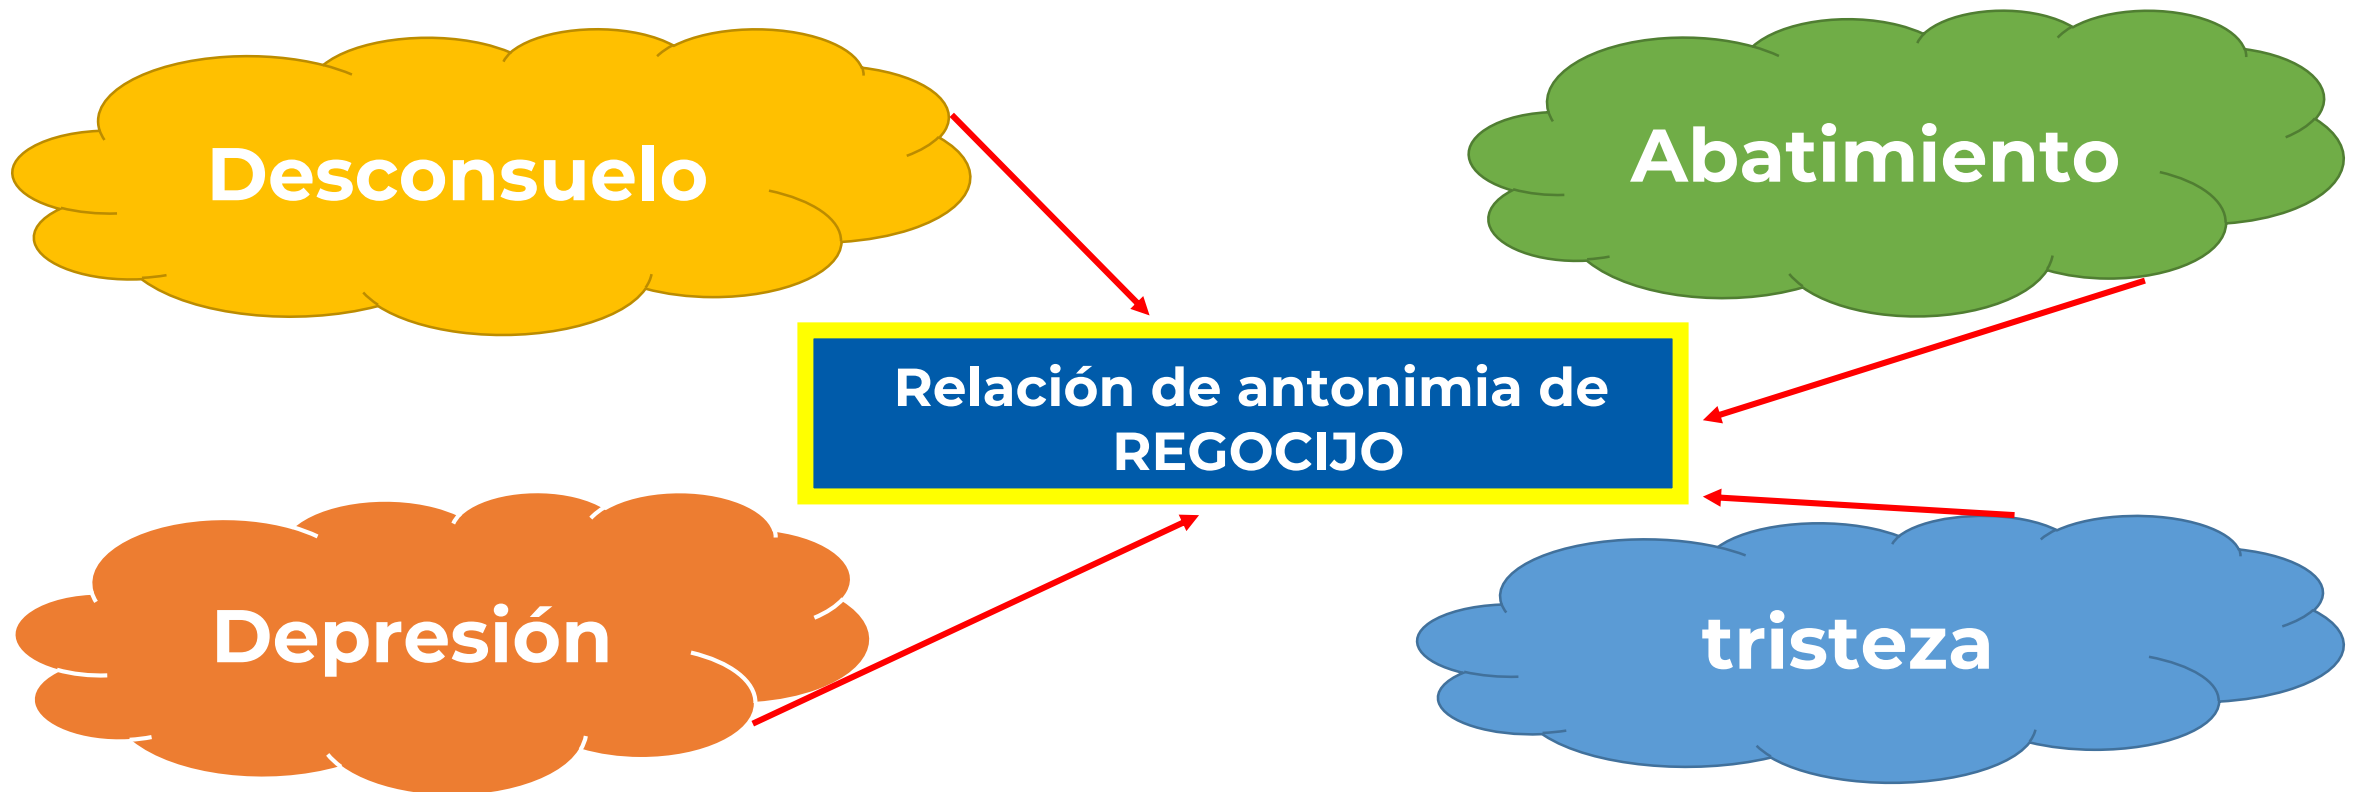 Desconsuelo
Abatimiento
Relación de antonimia de
REGOCIJO
Depresión
tristeza